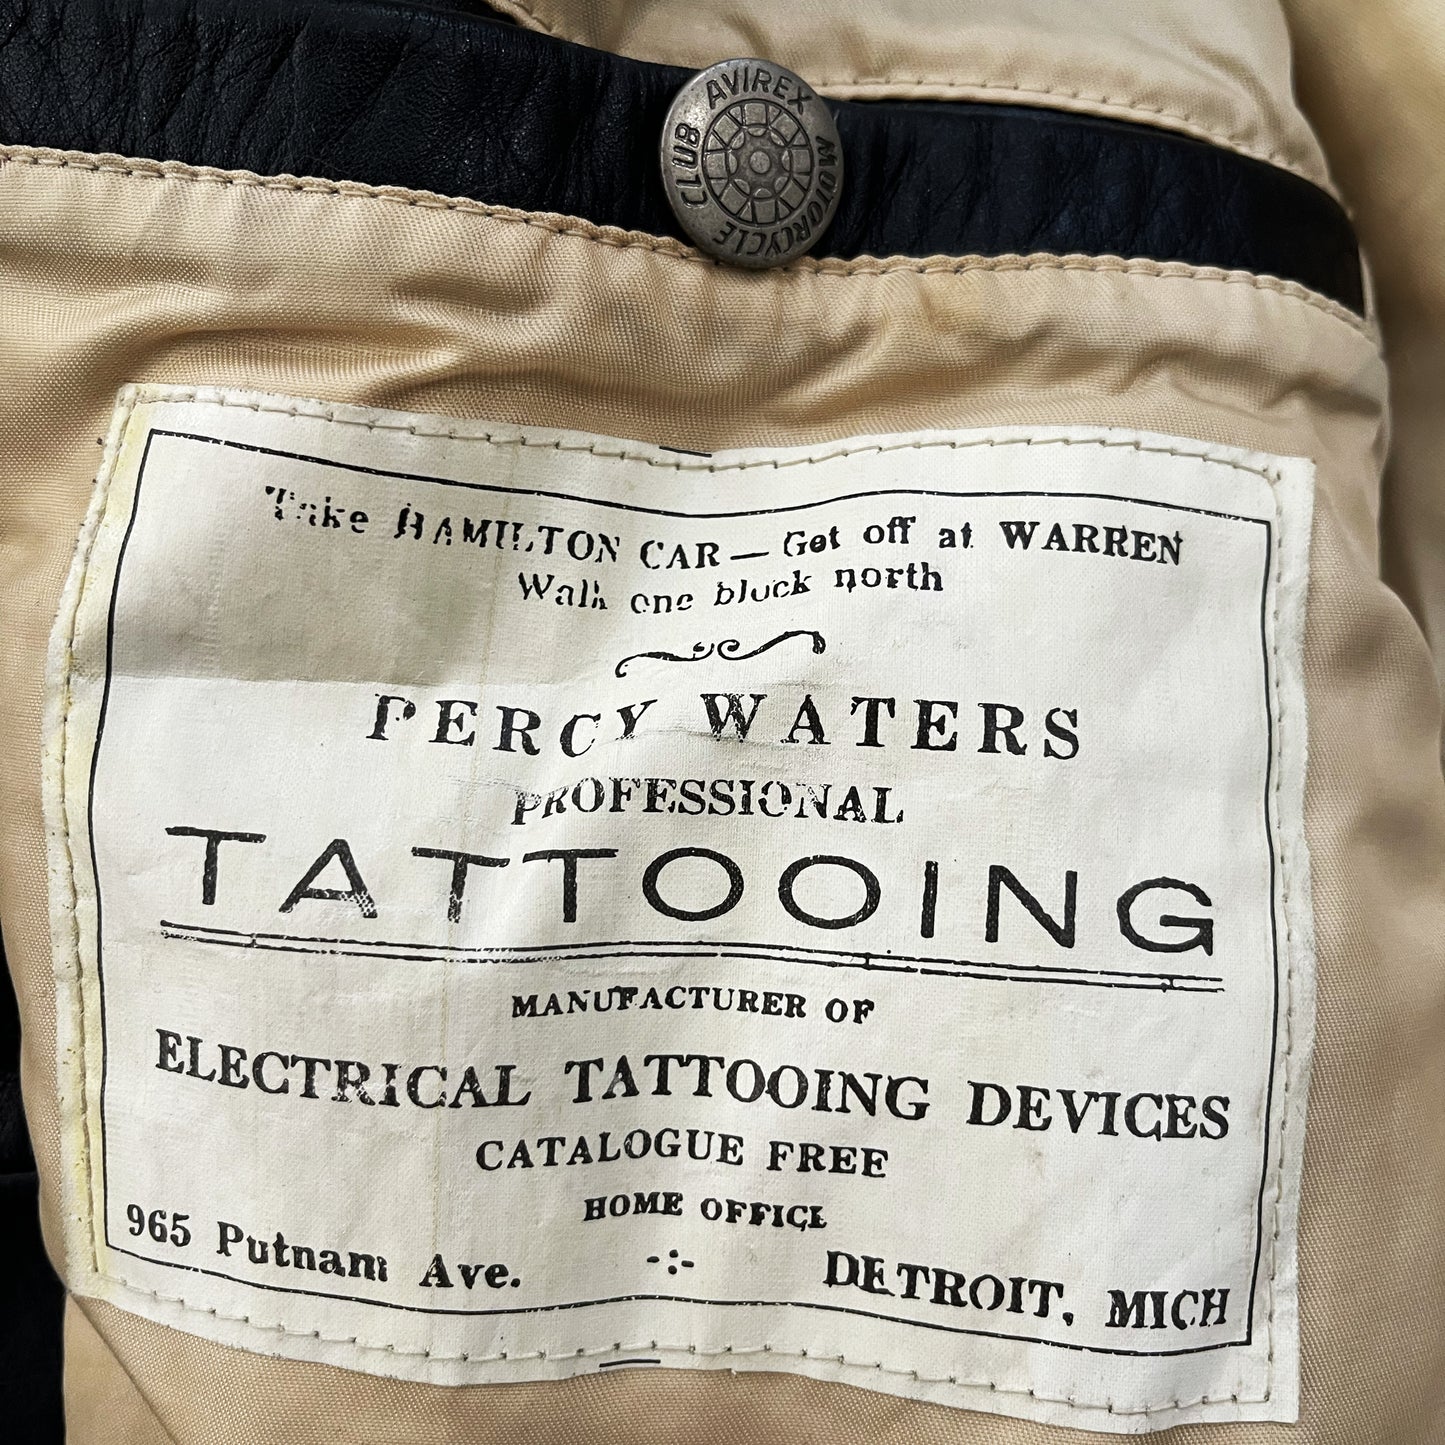 AVIREX MOTORCYCLE CLUB
Take HAMILTON CAR — Get off at WARREN
Walk one block north
PERCY WATERS
PROFESSIONAL
TATTOOING
MANUFACTURER OF
ELECTRICAL TATTOOING DEVICES
CATALOGUE FREE
HOME OFFICE
965 Putnam Ave. -:- DETROIT, MICH